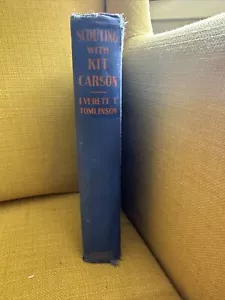 SCOUTING
WITH
KIT
CARSON
EVERETT T.
TOMLINSON